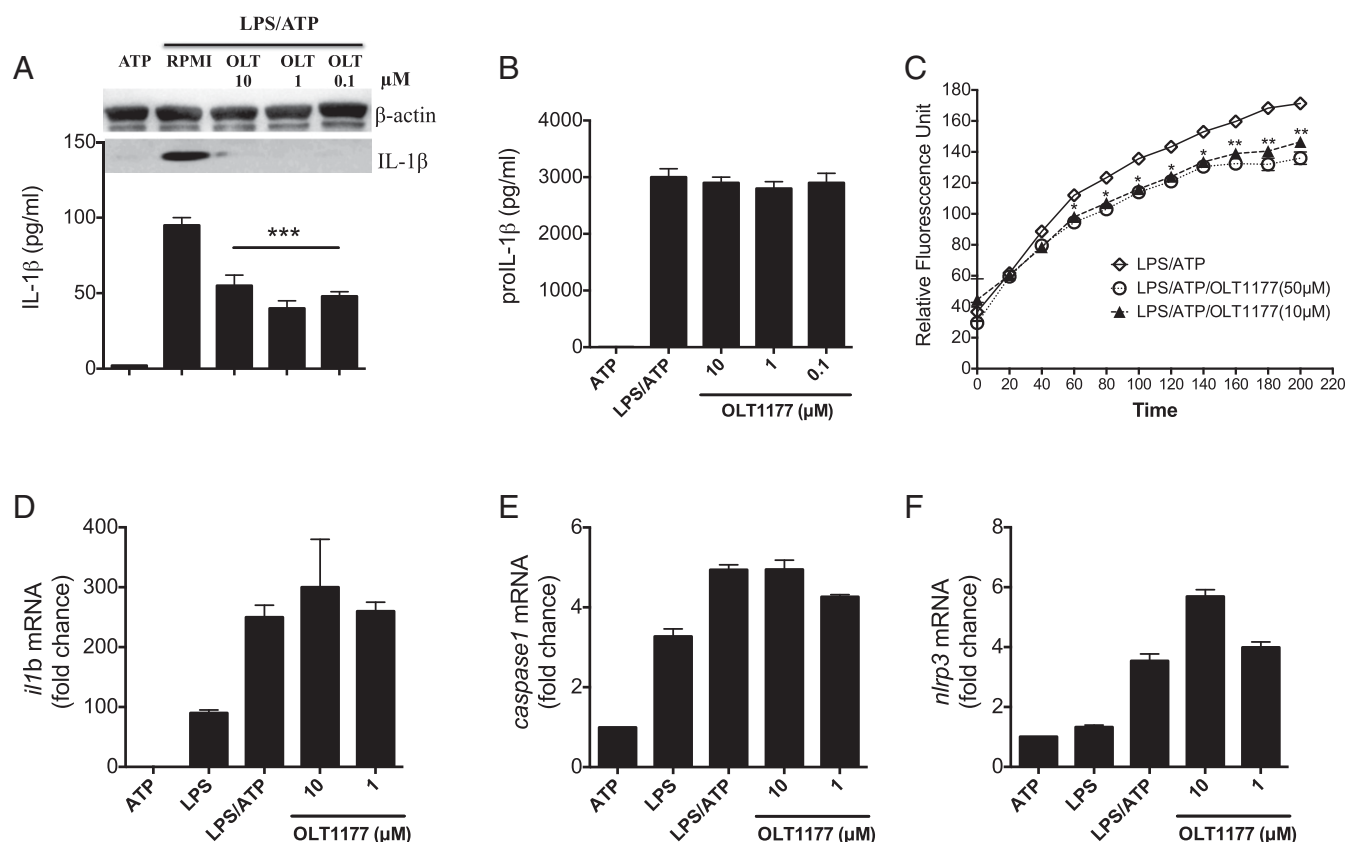 LPS/ATP
A
ATP RPMI OLT OLT OLT
10 1 0.1 µM
β-actin
IL-1β
IL-1β (pg/ml)
150
100
50
0
***
B
proIL-1β (pg/ml)
4000
3000
2000
1000
0
ATP
LPS/ATP
10
1
0.1
OLT1177 (µM)
C
Relative Fluoresccence Unit
180
160
140
120
100
80
60
40
20
0
* * * * * ** ** **
LPS/ATP
LPS/ATP/OLT1177(50µM)
LPS/ATP/OLT1177(10µM)
0 20 40 60 80 100 120 140 160 180 200 220
Time
D
il1b mRNA
(fold chance)
400
300
200
100
0
ATP
LPS
LPS/ATP
10
1
OLT1177 (µM)
E
caspase1 mRNA
(fold chance)
6
4
2
0
ATP
LPS
LPS/ATP
10
1
OLT1177 (µM)
F
nlrp3 mRNA
(fold chance)
8
6
4
2
0
ATP
LPS
LPS/ATP
10
1
OLT1177 (µM)